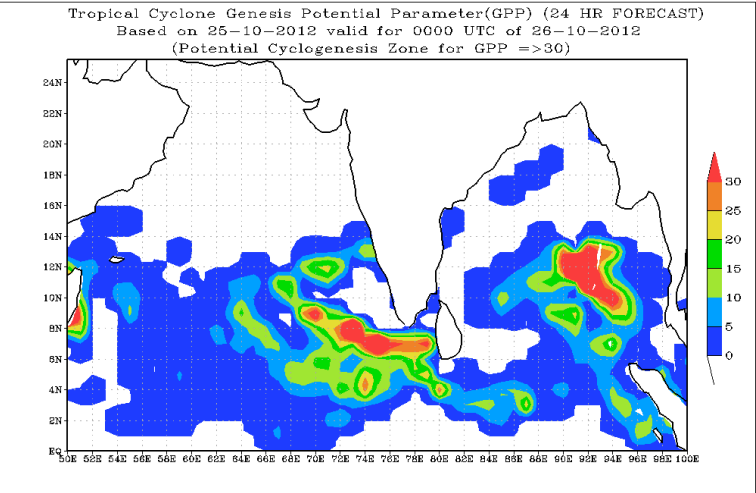 Tropical Cyclone Genesis Potential Parameter(GPP) (24 HR FORECAST)
Based on 25-10-2012 valid for 0000 UTC of 26-10-2012
(Potential Cyclogenesis Zone for GPP =>30)
24N
22N
20N
18N
16N
14N
12N
10N
8N
6N
4N
2N
EQ
50E 52E 54E 56E 58E 60E 62E 64E 66E 68E 70E 72E 74E 76E 78E 80E 82E 84E 86E 88E 90E 92E 94E 96E 98E 100E
30
25
20
15
10
5
0